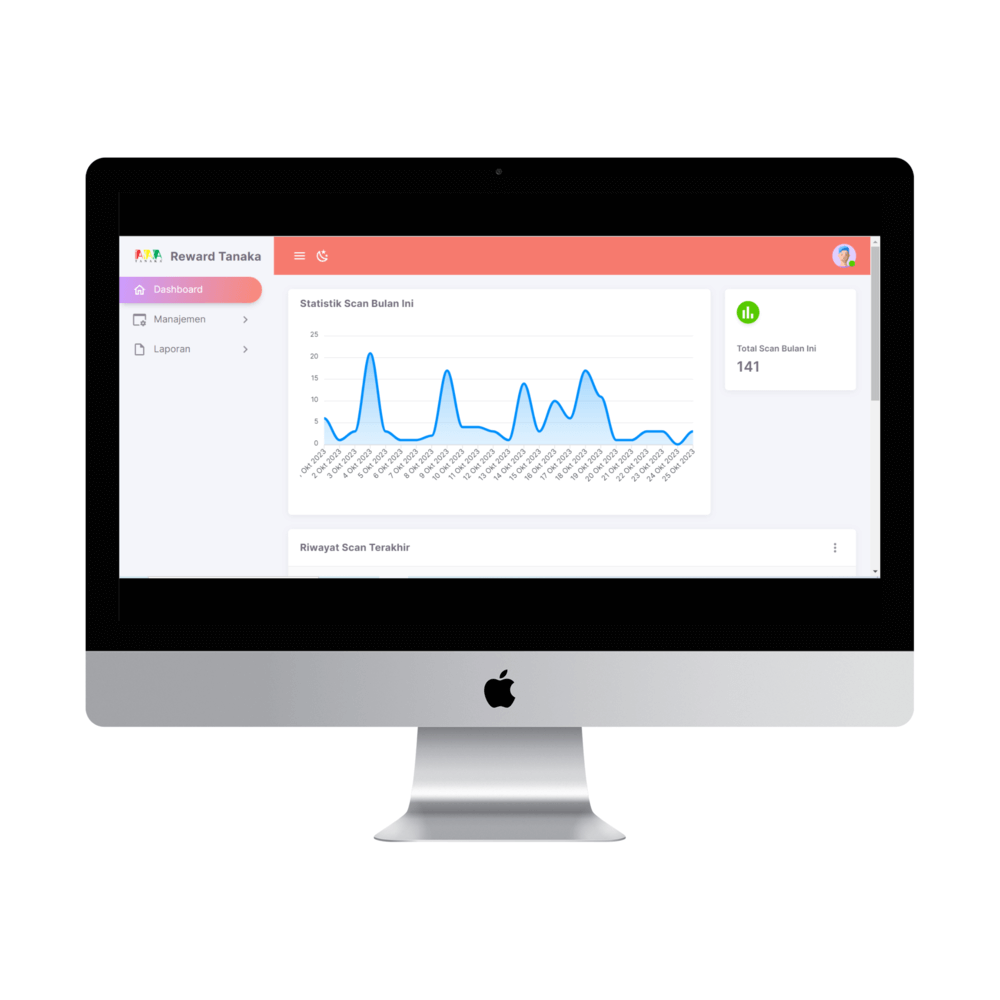 Reward Tanaka
Dashboard
Manajemen
Laporan
Statistik Scan Bulan Ini
25
20
15
10
5
0
Okt 2023
2 Okt 2023
3 Okt 2023
4 Okt 2023
5 Okt 2023
6 Okt 2023
7 Okt 2023
8 Okt 2023
9 Okt 2023
10 Okt 2023
11 Okt 2023
12 Okt 2023
13 Okt 2023
14 Okt 2023
15 Okt 2023
16 Okt 2023
17 Okt 2023
18 Okt 2023
19 Okt 2023
20 Okt 2023
21 Okt 2023
22 Okt 2023
23 Okt 2023
24 Okt 2023
25 Okt 2023
Total Scan Bulan Ini
141
Riwayat Scan Terakhir